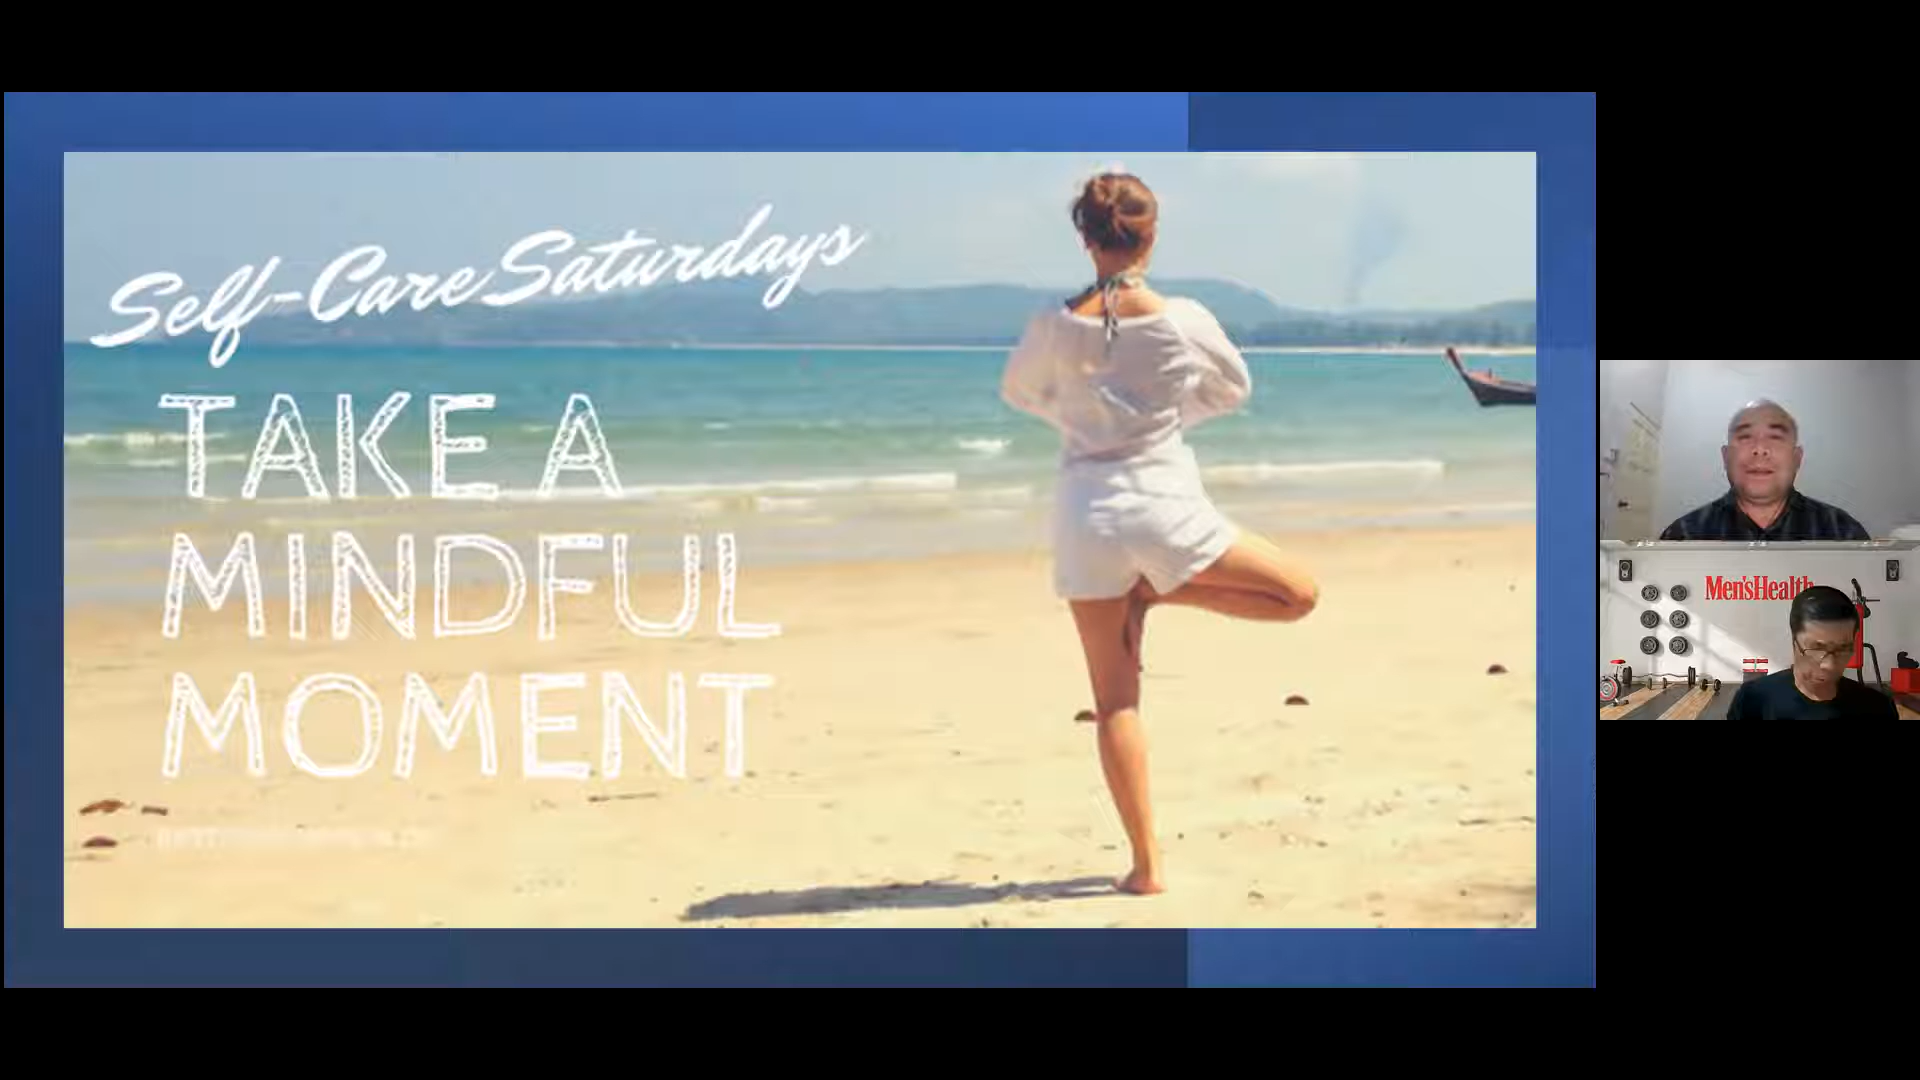 Self-Care Saturdays
TAKE A
MINDFUL
MOMENT
Men'sHealth